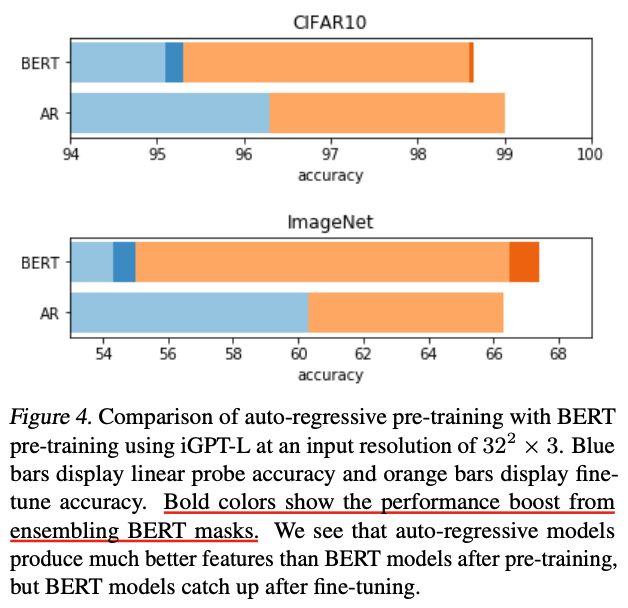 CIFAR10
BERT
AR
94 95 96 97 98 99 100
accuracy
ImageNet
BERT
AR
54 56 58 60 62 64 66 68
accuracy
Figure 4. Comparison of auto-regressive pre-training with BERT
pre-training using iGPT-L at an input resolution of 32² × 3. Blue
bars display linear probe accuracy and orange bars display fine-
tune accuracy. Bold colors show the performance boost from
ensembling BERT masks. We see that auto-regressive models
produce much better features than BERT models after pre-training,
but BERT models catch up after fine-tuning.